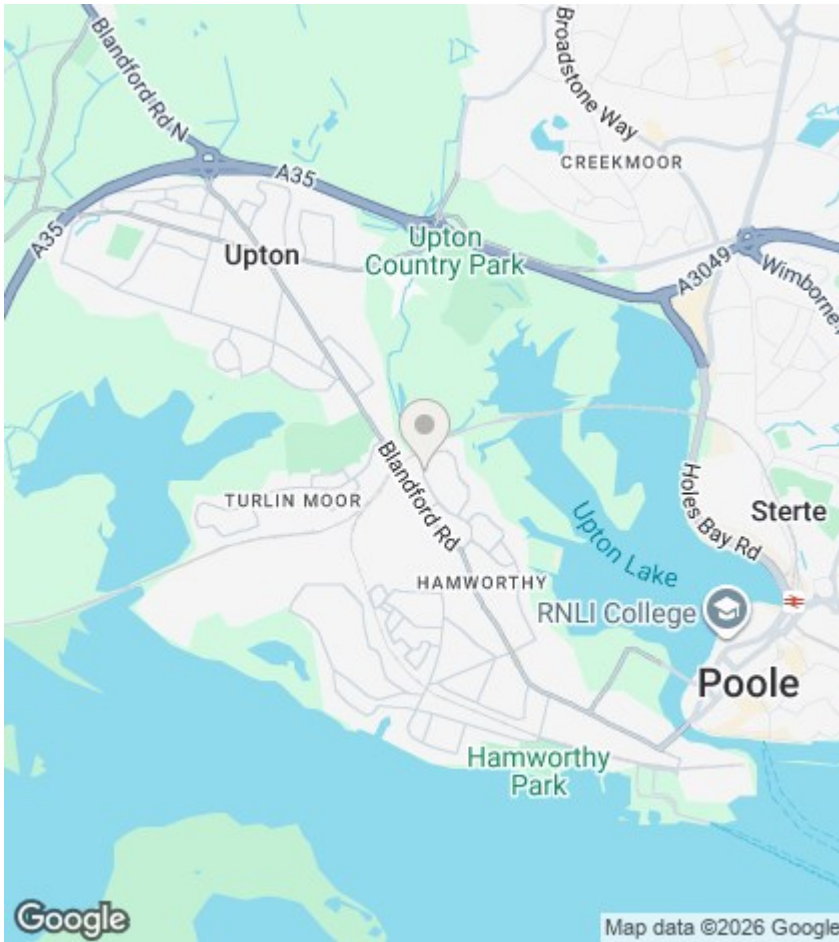 Blandford Rd N
Broadstone Way
CREEKMOOR
A35
A35
Upton
Upton
Country Park
A3049
Wimborne
Blandford Rd
TURLIN MOOR
Holes Bay Rd
Sterte
Upton Lake
HAMWORTHY
RNLI College
Poole
Hamworthy
Park
Google
Map data ©2026 Google